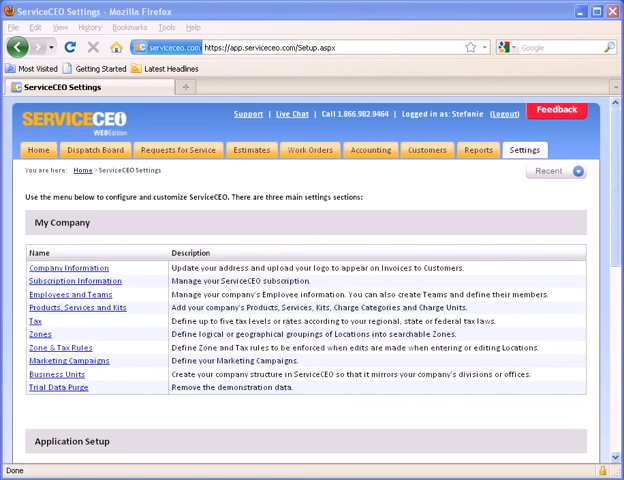 ServiceCEO Settings - Mozilla Firefox
File Edit View History Bookmarks Tools Help
serviceceo.com https://app.serviceceo.com/Setup.aspx Google
Most Visited Getting Started Latest Headlines
ServiceCEO Settings
SERVICECEO
WEBEdition
Support | Live Chat | Call 1.866.982.9464 | Logged in as: Stefanie (Logout)
Feedback
Home Dispatch Board Requests for Service Estimates Work Orders Accounting Customers Reports Settings
You are here: Home > ServiceCEO Settings
Recent
Use the menu below to configure and customize ServiceCEO. There are three main settings sections:
My Company
Name Description
Company Information Update your address and upload your logo to appear on Invoices to Customers.
Subscription Information Manage your ServiceCEO subscription.
Employees and Teams Manage your company's Employee information. You can also create Teams and define their members.
Products, Services and Kits Add your company's Products, Services, Kits, Charge Categories and Charge Units.
Tax Define up to five tax levels or rates according to your regional, state or federal tax laws.
Zones Define logical or geographical groupings of Locations into searchable Zones.
Zone & Tax Rules Define Zone and Tax rules to be enforced when edits are made when entering or editing Locations.
Marketing Campaigns Define your Marketing Campaigns.
Business Units Create your company structure in ServiceCEO so that it mirrors your company's divisions or offices.
Trial Data Purge Remove the demonstration data.
Application Setup
Done